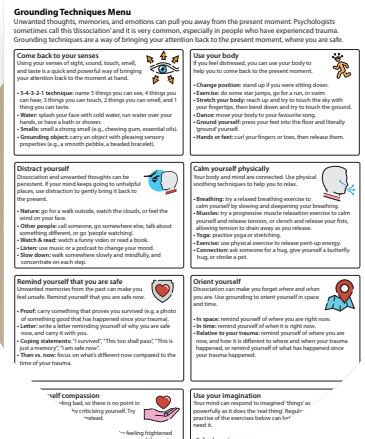 Grounding Techniques Menu
Unwanted thoughts, memories, and emotions can pull you away from the present moment. Psychologists
sometimes call this 'dissociation' and it is very common, especially in people who have experienced trauma.
Grounding techniques are a way of bringing your attention back to the present moment, where you are safe.
Come back to your senses
Using your senses of sight, sound, touch, smell,
and taste is a quick and powerful way of bringing
your attention back to the moment at hand.
• 5-4-3-2-1 technique: name 5 things you can see, 4 things you
can hear, 3 things you can touch, 2 things you can smell, and 1
thing you can taste.
• Water: splash your face with cold water, run water over your
hands, or have a bath or shower.
• Smells: smell a strong smell (e.g., chewing gum, essential oils).
• Grounding object: carry an object with pleasing sensory
properties (e.g., a smooth pebble, a beaded bracelet).
Use your body
If you feel distressed, you can use your body to
help you to come back to the present moment.
• Change position: stand up if you were sitting down.
• Exercise: do some star jumps, go for a run, or swim.
• Stretch your body: reach up and try to touch the sky with
your fingertips, then bend down and try to touch the ground.
• Dance: move your body to your favourite song.
• Ground yourself: press your feet into the floor and literally
'ground' yourself.
• Hands or feet: curl your fingers or toes, then release them.
Distract yourself
Dissociation and unwanted thoughts can be
persistent. If your mind keeps going to unhelpful
places, use distraction to gently bring it back to
the present.
• Nature: go for a walk outside, watch the clouds, or feel the
wind on your face.
• Other people: call someone, go somewhere else, talk about
something different, or go 'people watching'.
• Watch & read: watch a funny video or read a book.
• Listen: use music or a podcast to change your mood.
• Slow down: walk somewhere slowly and mindfully, and
concentrate on each step.
Calm yourself physically
Your body and mind are connected. Use physical
soothing techniques to help you to relax.
• Breathing: try a relaxed breathing exercise to
calm yourself by slowing and deepening your breathing.
• Muscles: try a progressive muscle relaxation exercise to calm
yourself and release tension, or clench and release your fists,
allowing tension to drain away as you release.
• Yoga: practise yoga or stretching.
• Exercise: use physical exercise to release pent-up energy.
• Connection: ask someone for a hug, give yourself a butterfly
hug, or stroke a pet.
Remind yourself that you are safe
Unwanted memories from the past can make you
feel unsafe. Remind yourself that you are safe now.
• Proof: carry something that proves you survived (e.g. a photo
of something good that has happened since your trauma).
• Letter: write a letter reminding yourself of why you are safe
now, and carry it with you.
• Coping statements: "I survived", "This too shall pass", "This is
just a memory", "I am safe now".
• Then vs. now: focus on what's different now compared to the
time of your trauma.
Orient yourself
Dissociation can make you forget where and when
you are. Use grounding to orient yourself in space
and time.
• In space: remind yourself of where you are right now.
• In time: remind yourself of when it is right now.
• Relative to your trauma: remind yourself of where you are
now, and how it is different to where and when your trauma
happened, or remind yourself of what has happened since
your trauma happened.
self compassion
eling bad, so there is no point in
by criticising yourself. Try
instead.
feeling frightened
Use your imagination
Your mind can respond to imagined 'things' as
powerfully as it does the 'real thing'. Regul
practise of the exercises below can he
need it.